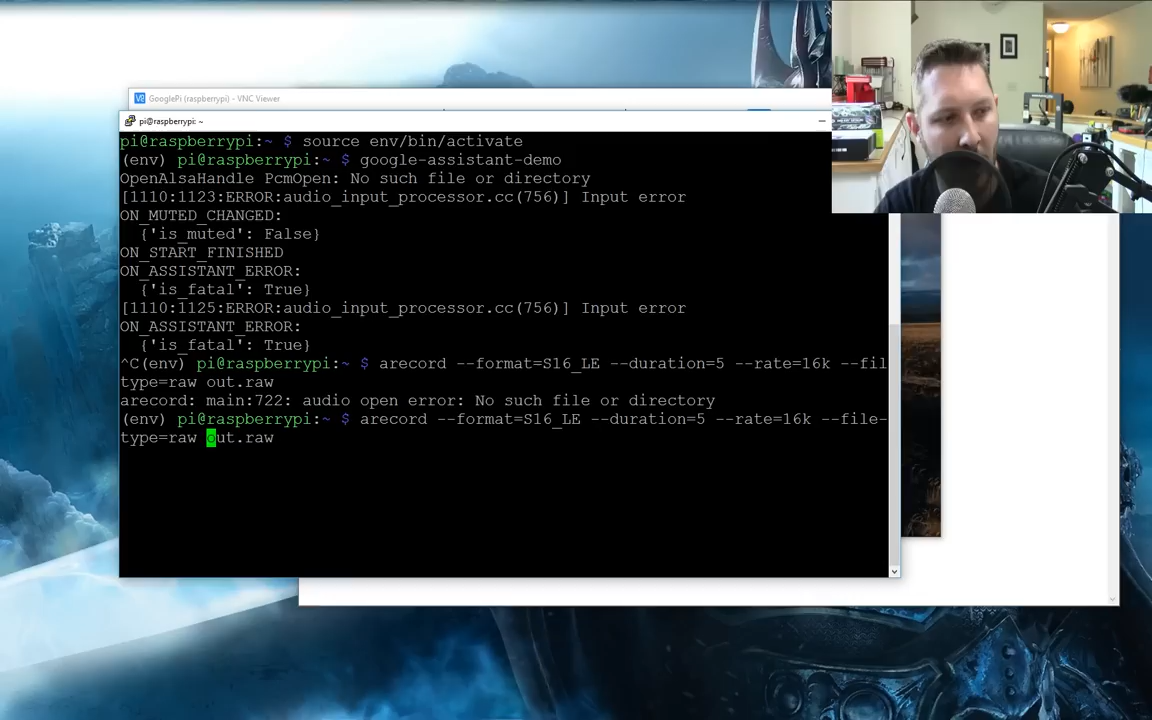 GooglePi (raspberrypi) - VNC Viewer
pi@raspberrypi: ~
pi@raspberrypi:~ $ source env/bin/activate
(env) pi@raspberrypi:~ $ google-assistant-demo
OpenAlsaHandle PcmOpen: No such file or directory
[1110:1123:ERROR:audio_input_processor.cc(756)] Input error
ON_MUTED_CHANGED:
  {'is_muted': False}
ON_START_FINISHED
ON_ASSISTANT_ERROR:
  {'is_fatal': True}
[1110:1125:ERROR:audio_input_processor.cc(756)] Input error
ON_ASSISTANT_ERROR:
  {'is_fatal': True}
^C(env) pi@raspberrypi:~ $ arecord --format=S16_LE --duration=5 --rate=16k --fil
type=raw out.raw
arecord: main:722: audio open error: No such file or directory
(env) pi@raspberrypi:~ $ arecord --format=S16_LE --duration=5 --rate=16k --file-
type=raw out.raw